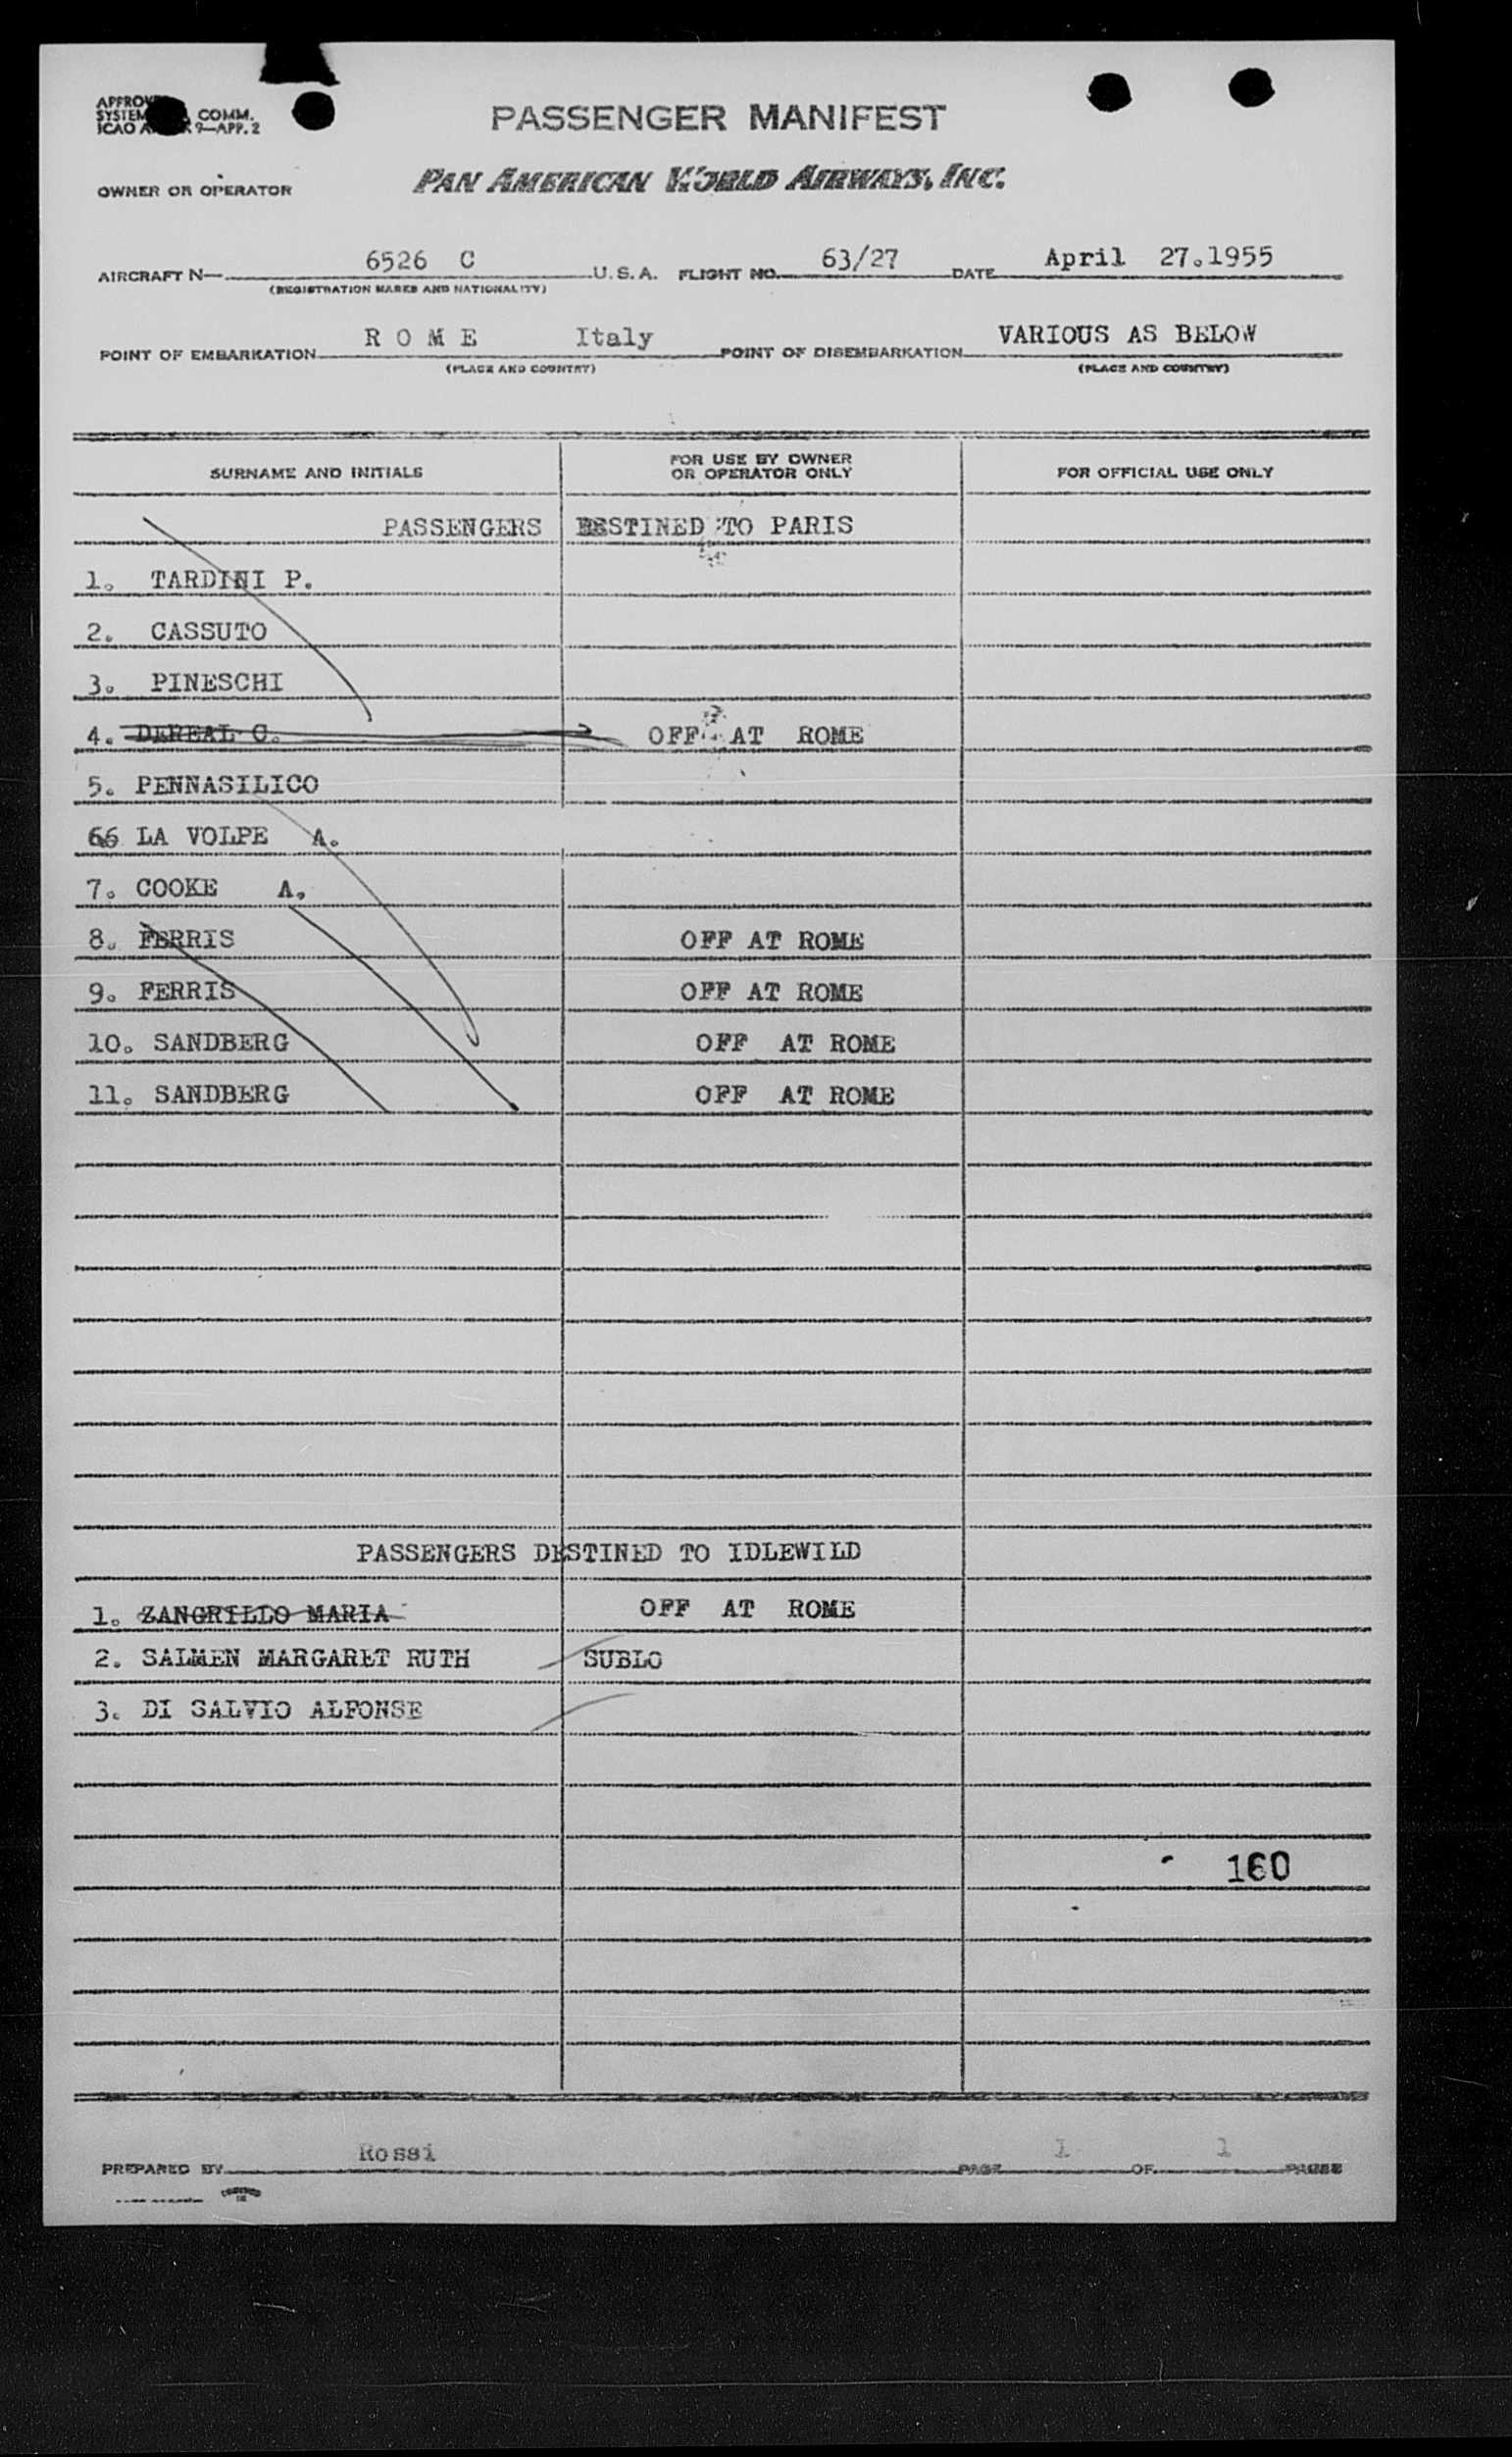 PASSENGER MANIFEST
COMM.
9—APP. 2
OWNER OR OPERATOR PAN AMERICAN WORLD AIRWAYS, INC.
AIRCRAFT N— 6526 C U.S.A. FLIGHT NO. 63/27 DATE April 27.1955
(REGISTRATION MARKS AND NATIONALITY)
POINT OF EMBARKATION R O M E Italy POINT OF DISEMBARKATION VARIOUS AS BELOW
(PLACE AND COUNTRY) (PLACE AND COUNTRY)
SURNAME AND INITIALS FOR USE BY OWNER OR OPERATOR ONLY FOR OFFICIAL USE ONLY
PASSENGERS DESTINED TO PARIS
1. TARDINI P.
2. CASSUTO
3. PINESCHI
4. DEREAL C. OFF AT ROME
5. PENNASILICO
66 LA VOLPE A.
7. COOKE A.
8. FERRIS OFF AT ROME
9. FERRIS OFF AT ROME
10. SANDBERG OFF AT ROME
11. SANDBERG OFF AT ROME
PASSENGERS DESTINED TO IDLEWILD
1. ZANGRILLO MARIA OFF AT ROME
2. SALMEN MARGARET RUTH SUBLO
3. DI SALVIO ALFONSE
160
PREPARED BY Rossi PAGE 1 OF 1 PAGES